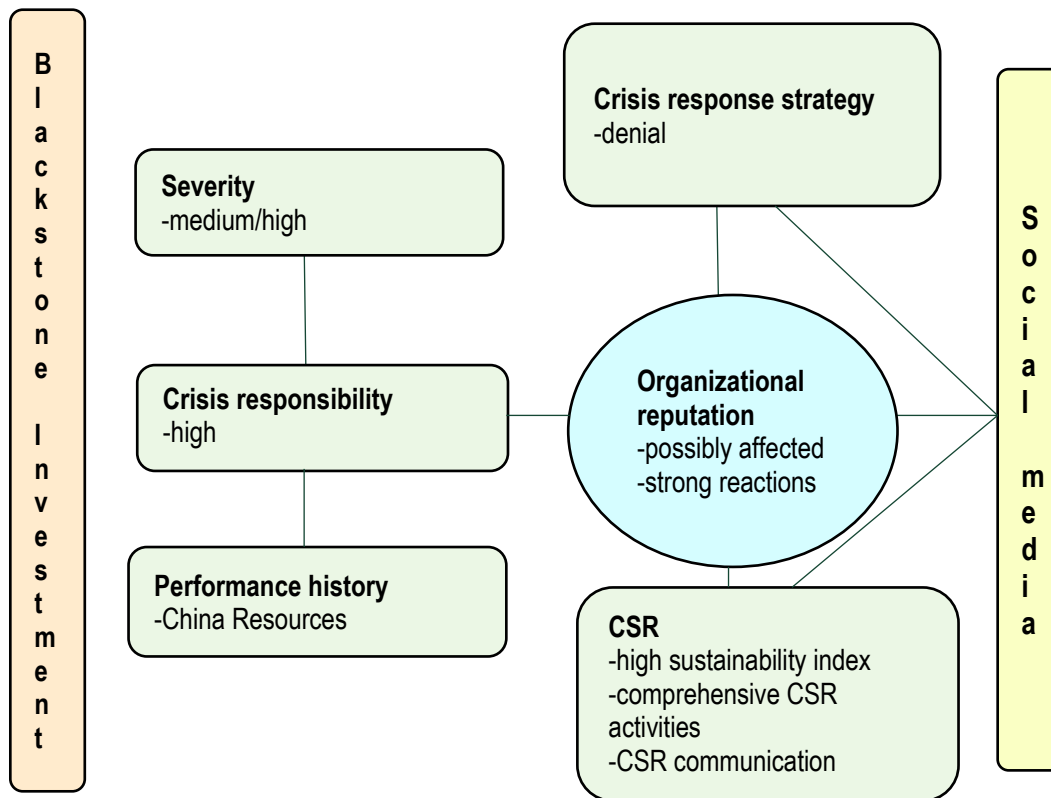 Blackstone Investment
Severity
-medium/high
Crisis responsibility
-high
Performance history
-China Resources
Crisis response strategy
-denial
Organizational
reputation
-possibly affected
-strong reactions
CSR
-high sustainability index
-comprehensive CSR
activities
-CSR communication
Social media